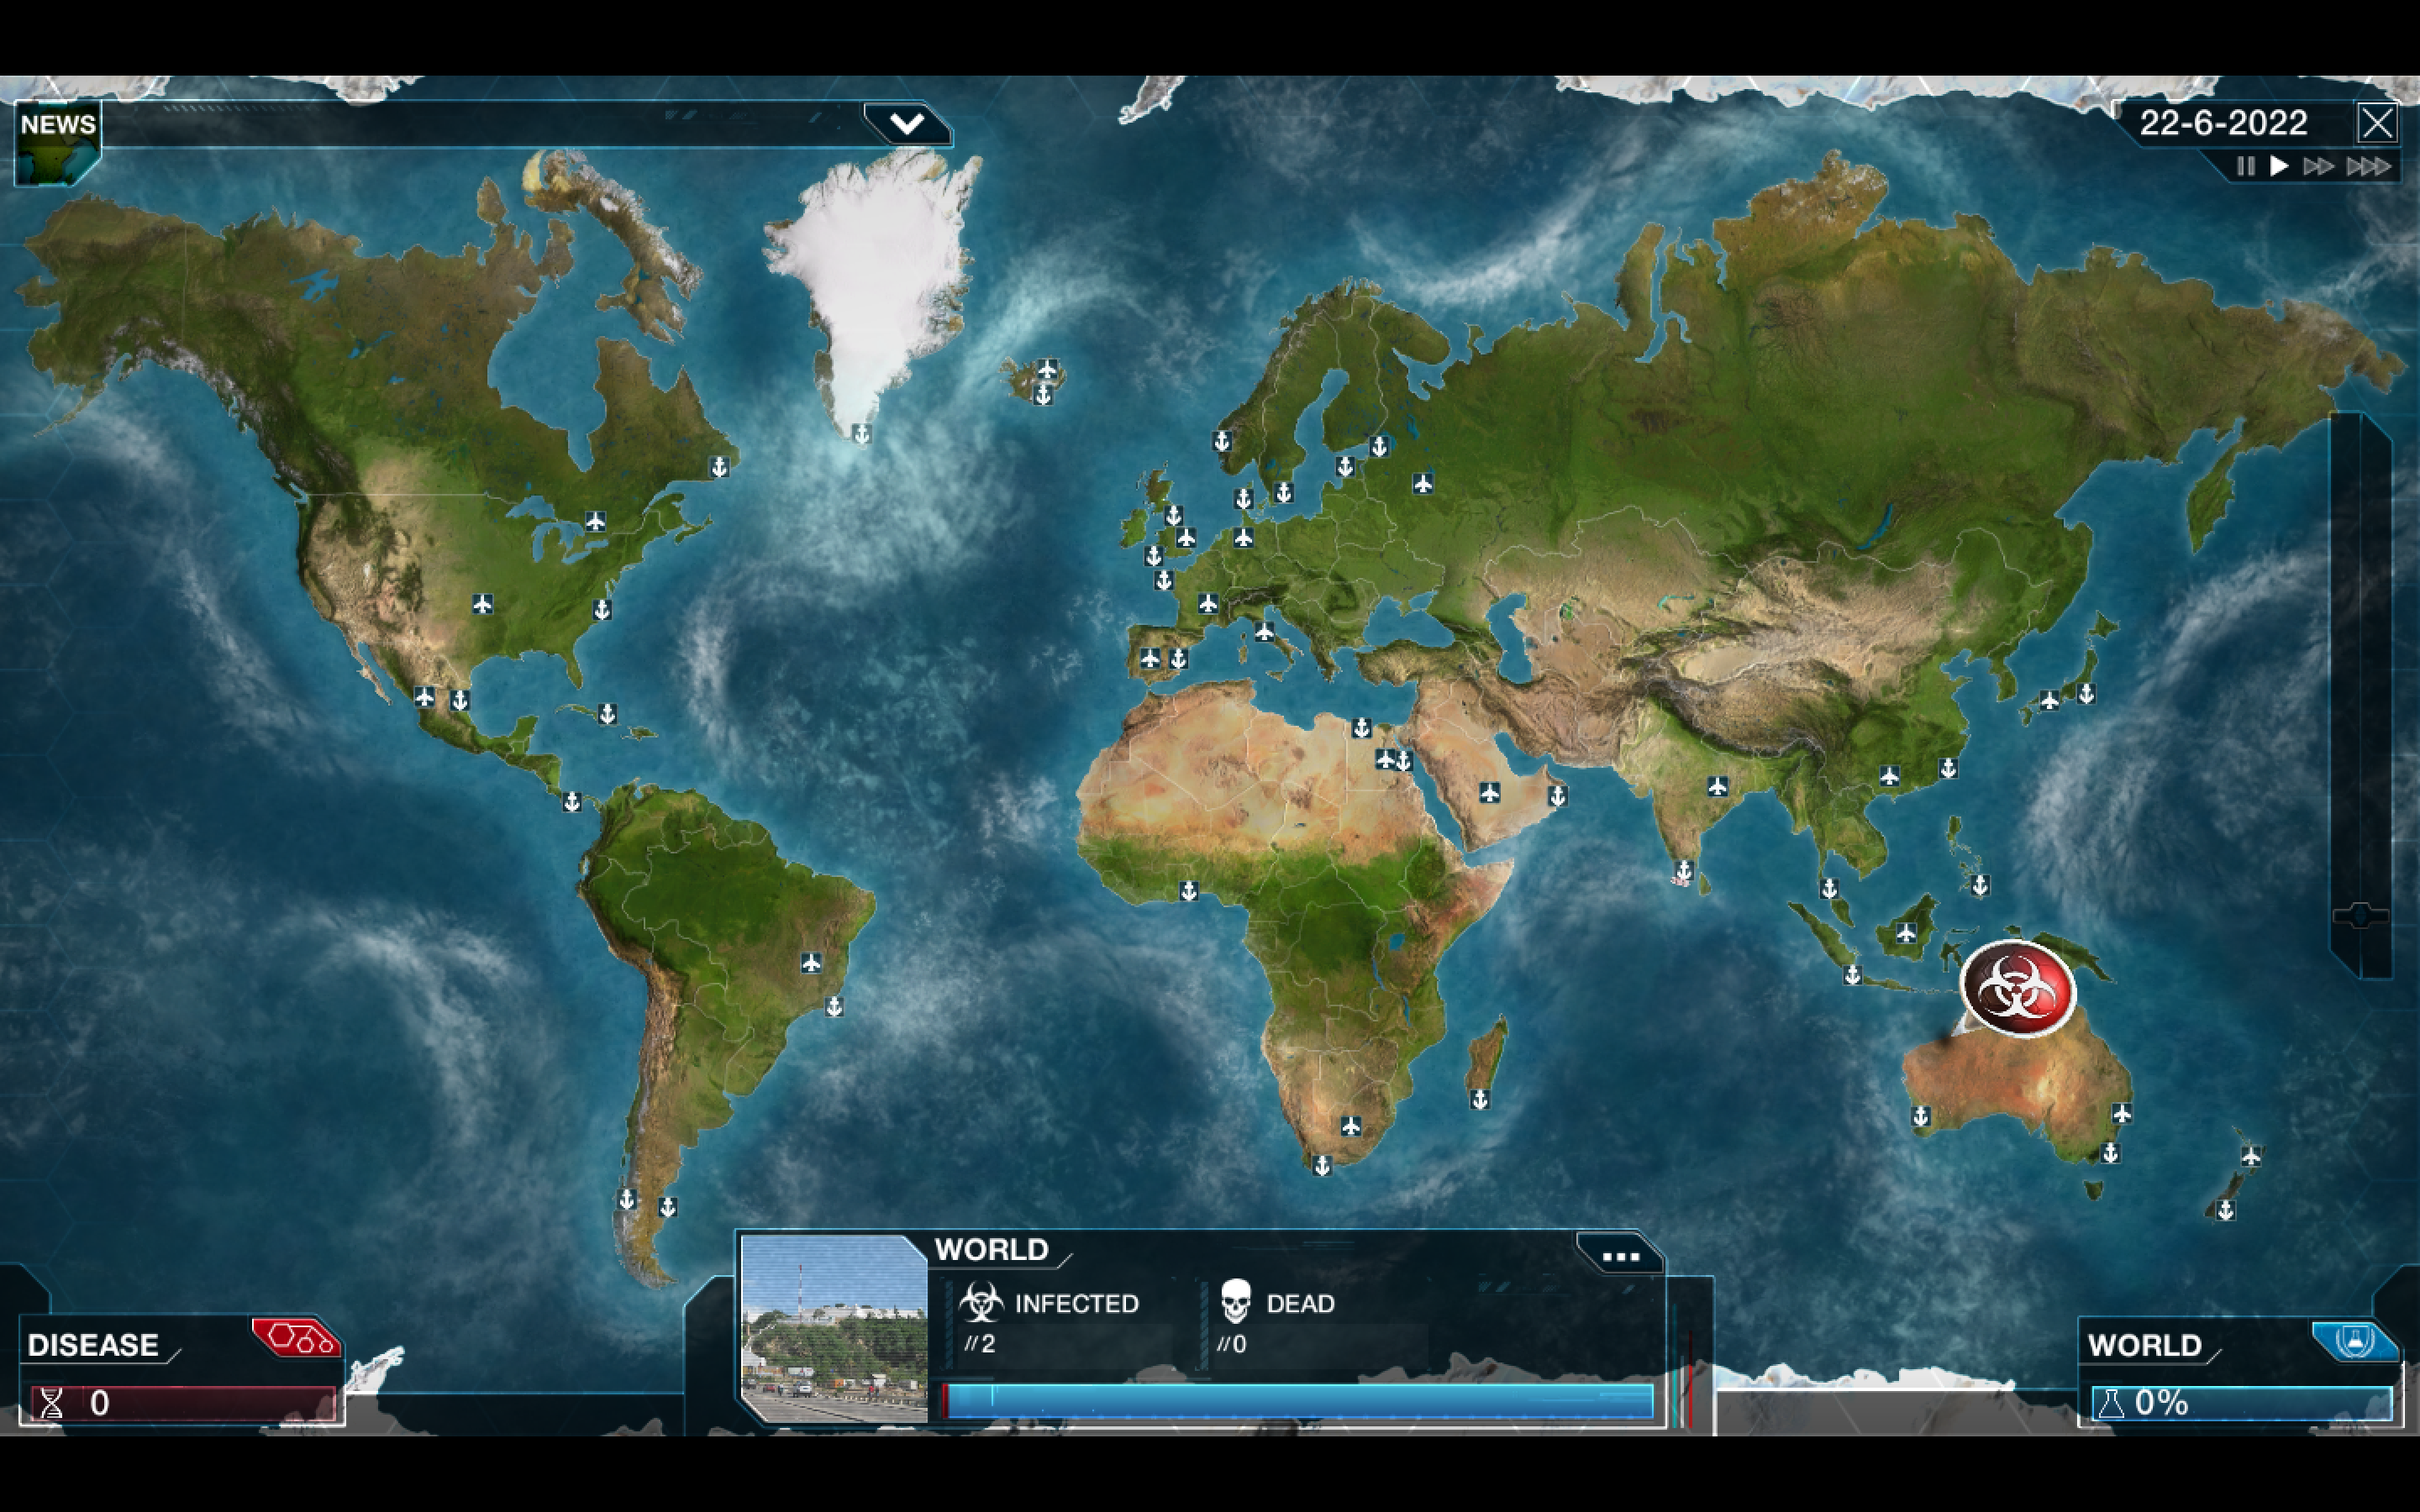 NEWS
22-6-2022
WORLD
...
INFECTED
DEAD
//2
//0
DISEASE
0
WORLD
0%